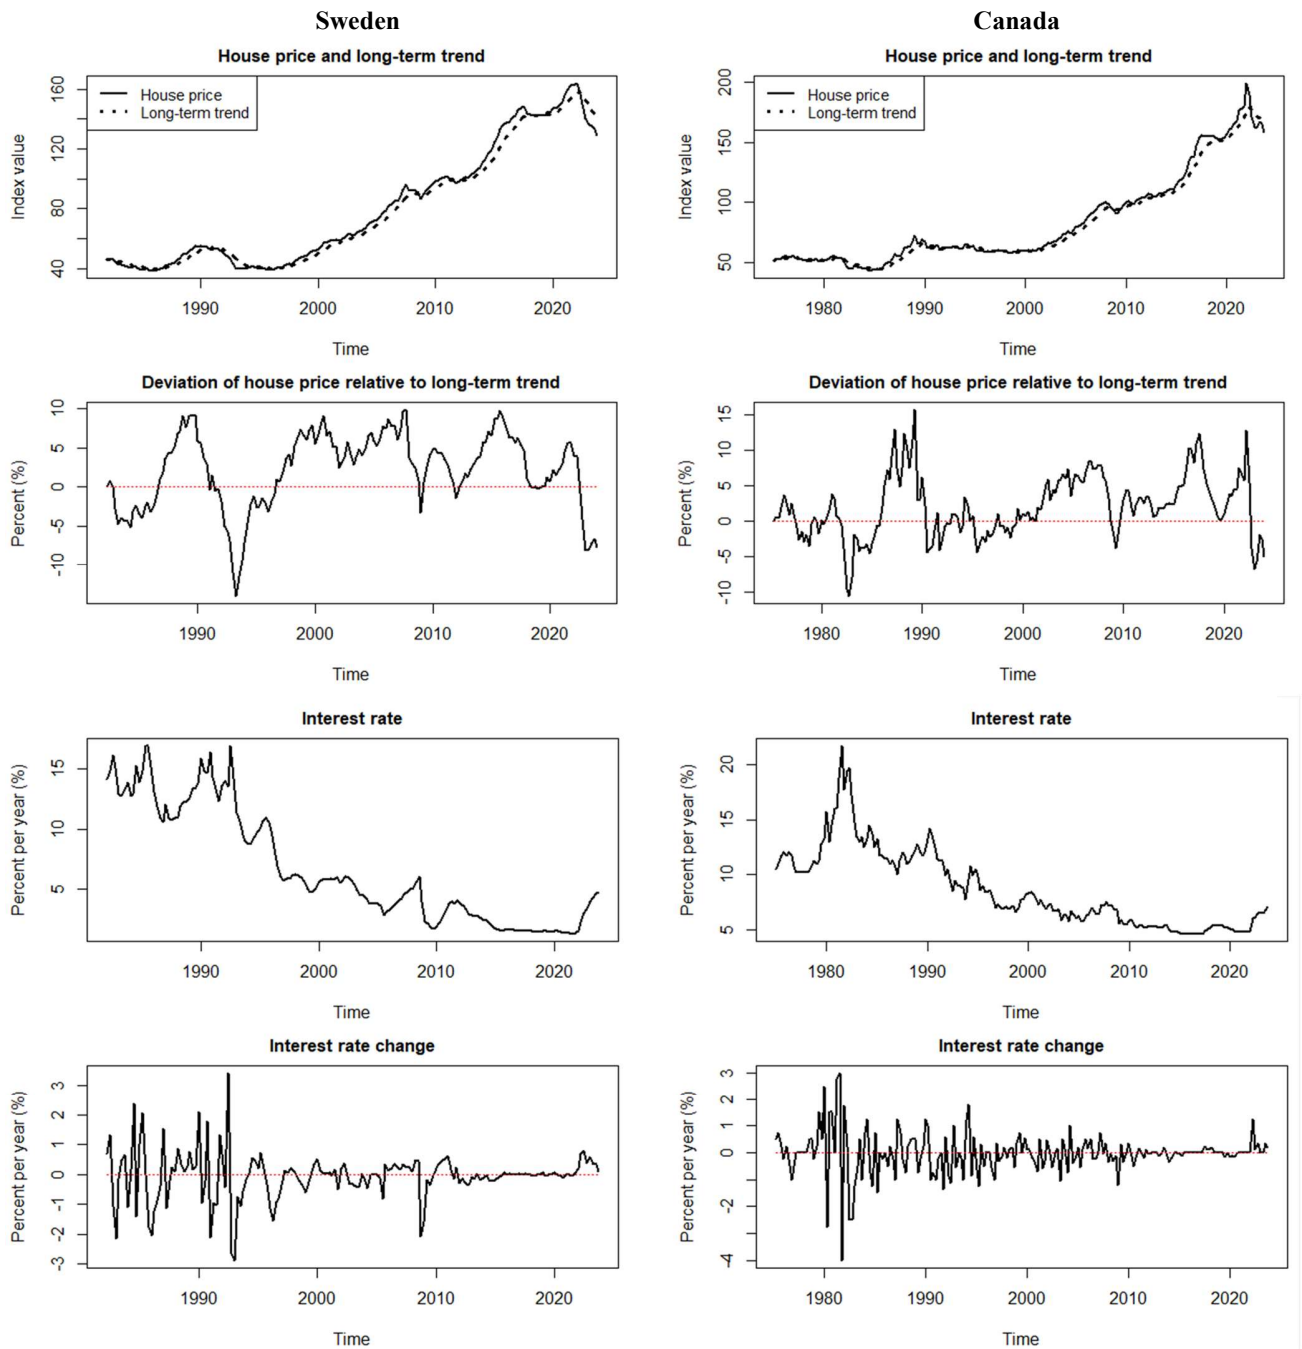 Sweden
House price and long-term trend
House price
Long-term trend
Index value
160
120
80
40
1990
2000
2010
2020
Time
Deviation of house price relative to long-term trend
Percent (%)
10
5
0
-5
-10
1990
2000
2010
2020
Time
Interest rate
Percent per year (%)
15
10
5
1990
2000
2010
2020
Time
Interest rate change
Percent per year (%)
3
2
1
0
-1
-2
-3
1990
2000
2010
2020
Time
Canada
House price and long-term trend
House price
Long-term trend
Index value
200
150
100
50
1980
1990
2000
2010
2020
Time
Deviation of house price relative to long-term trend
Percent (%)
15
10
5
0
-5
-10
1980
1990
2000
2010
2020
Time
Interest rate
Percent per year (%)
20
15
10
5
1980
1990
2000
2010
2020
Time
Interest rate change
Percent per year (%)
3
2
1
0
-2
-4
1980
1990
2000
2010
2020
Time